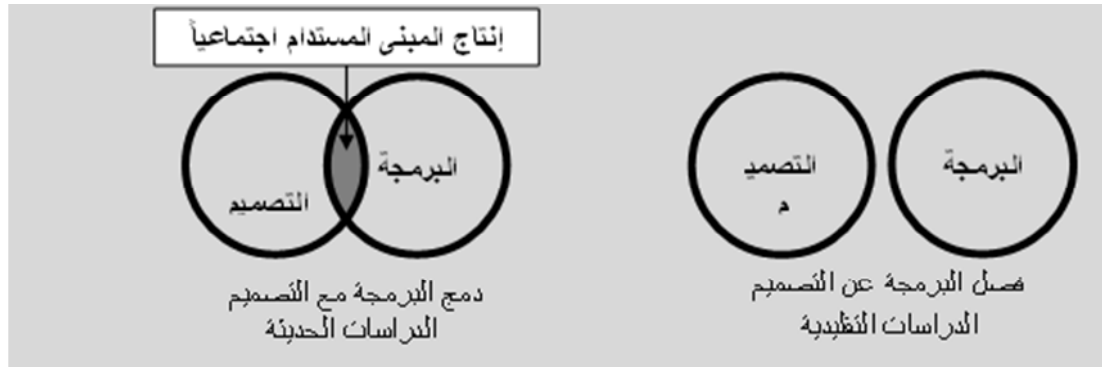 إنتاج المبنى المستدام اجتماعياً
البرمجة
التصميد
م
فصل البرمجة عن التصميم
الدراسات التقليدية
البرمجة
التصميم
دمج البرمجة مع التصميم
الدراسات الحديثة